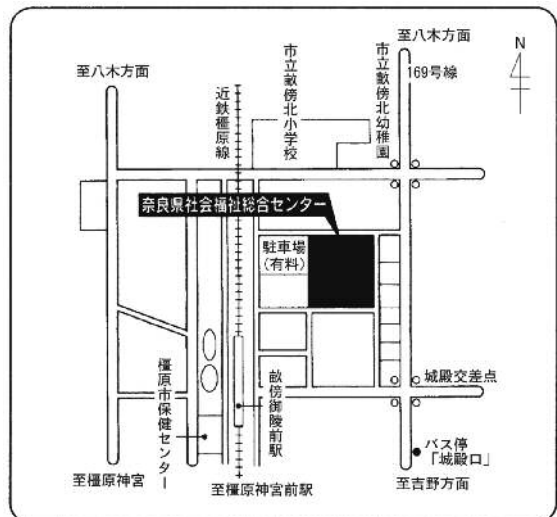 至八木方面
至八木方面
N
169号線
近鉄橿原線
市立畝傍北小学校
市立畝傍北幼稚園
奈良県社会福祉総合センター
駐車場
(有料)
城殿交差点
橿原市保健センター
畝傍御陵前駅
バス停
「城殿口」
至橿原神宮
至橿原神宮前駅
至吉野方面